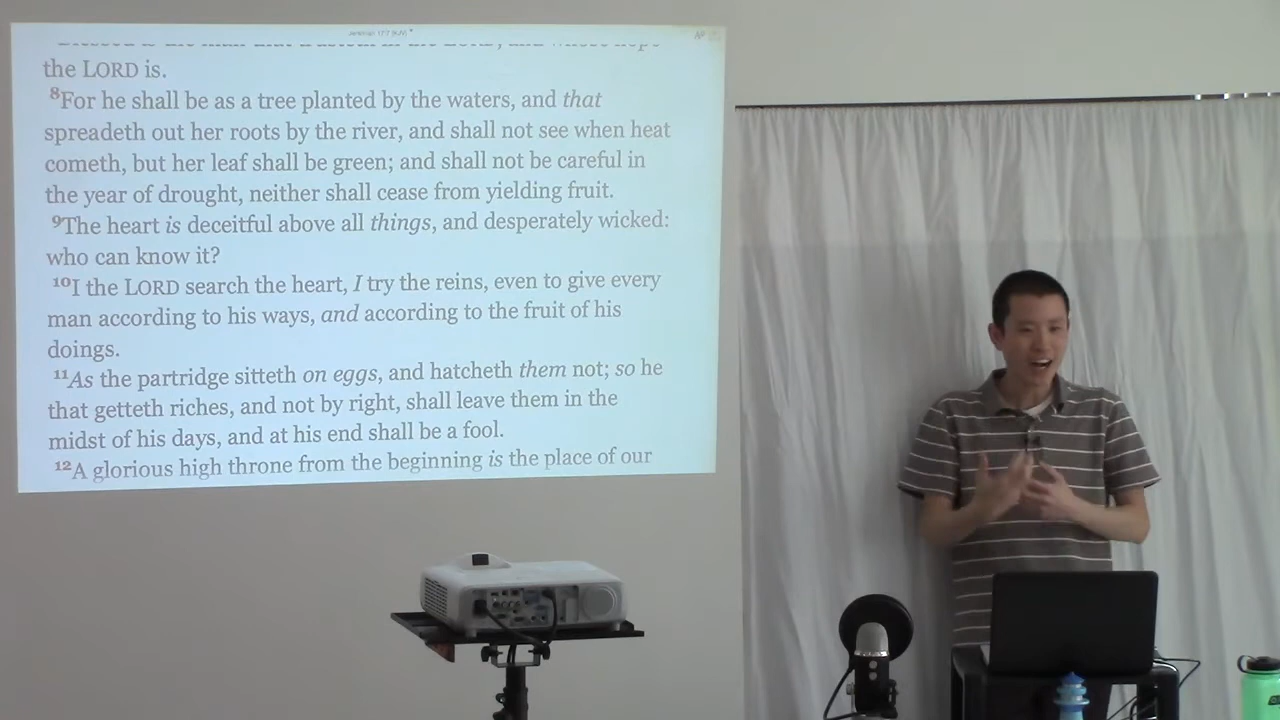 Jeremiah 17:7 (KJV)
the LORD is.
8For he shall be as a tree planted by the waters, and that
spreadeth out her roots by the river, and shall not see when heat
cometh, but her leaf shall be green; and shall not be careful in
the year of drought, neither shall cease from yielding fruit.
9The heart is deceitful above all things, and desperately wicked:
who can know it?
10I the LORD search the heart, I try the reins, even to give every
man according to his ways, and according to the fruit of his
doings.
11As the partridge sitteth on eggs, and hatcheth them not; so he
that getteth riches, and not by right, shall leave them in the
midst of his days, and at his end shall be a fool.
12A glorious high throne from the beginning is the place of our